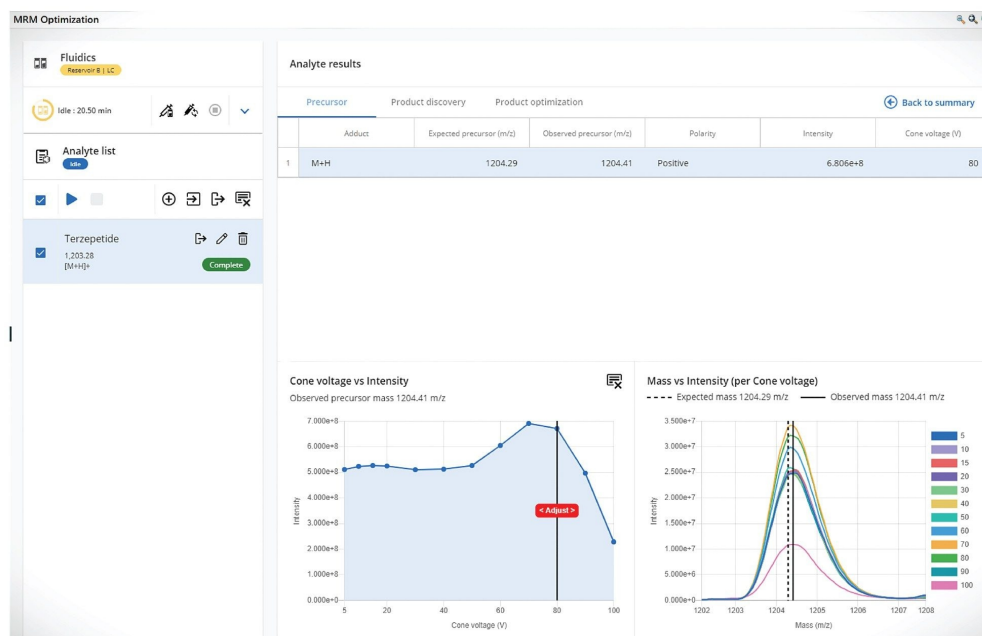 MRM Optimization
Fluidics
Reservoir B | LC
Idle : 20.50 min
Analyte list
Idle
Terzepetide
1,203.28
[M+H]+
Complete
Analyte results
Precursor Product discovery Product optimization Back to summary
Adduct Expected precursor (m/z) Observed precursor (m/z) Polarity Intensity Cone voltage (V)
1 M+H 1204.29 1204.41 Positive 6.806e+8 80
Cone voltage vs Intensity
Observed precursor mass 1204.41 m/z
7.000e+8
6.000e+8
5.000e+8
4.000e+8
3.000e+8
2.000e+8
1.000e+8
0.000e+0
Intensity
< Adjust >
5 20 40 60 80 100
Cone voltage (V)
Mass vs Intensity (per Cone voltage)
Expected mass 1204.29 m/z Observed mass 1204.41 m/z
3.500e+7
3.000e+7
2.500e+7
2.000e+7
1.500e+7
1.000e+7
5.000e+6
0.000e+0
Intensity
1202 1203 1204 1205 1206 1207 1208
Mass (m/z)
5
10
15
20
30
40
50
60
70
80
90
100